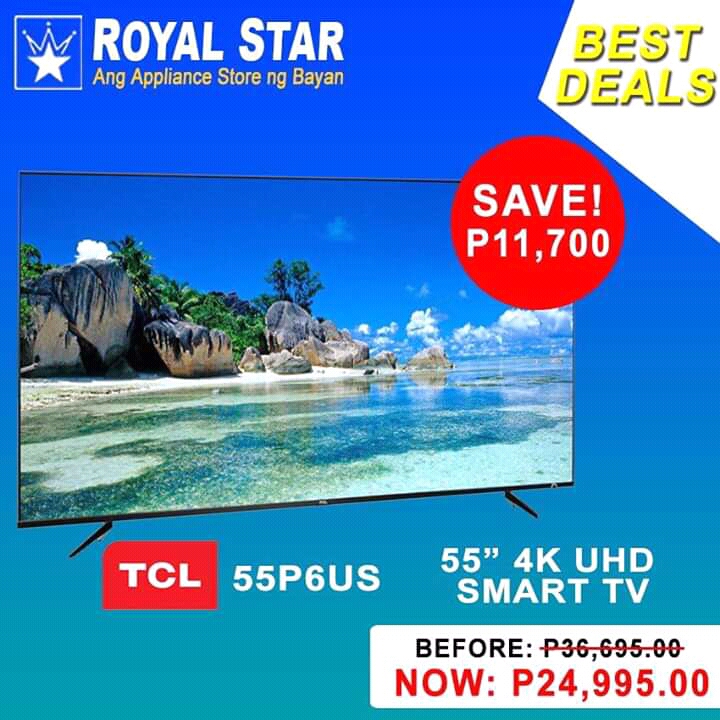 ROYAL STAR
Ang Appliance Store ng Bayan
BEST
DEALS
SAVE!
P11,700
TCL
TCL 55P6US
55” 4K UHD
SMART TV
BEFORE: P36,695.00
NOW: P24,995.00